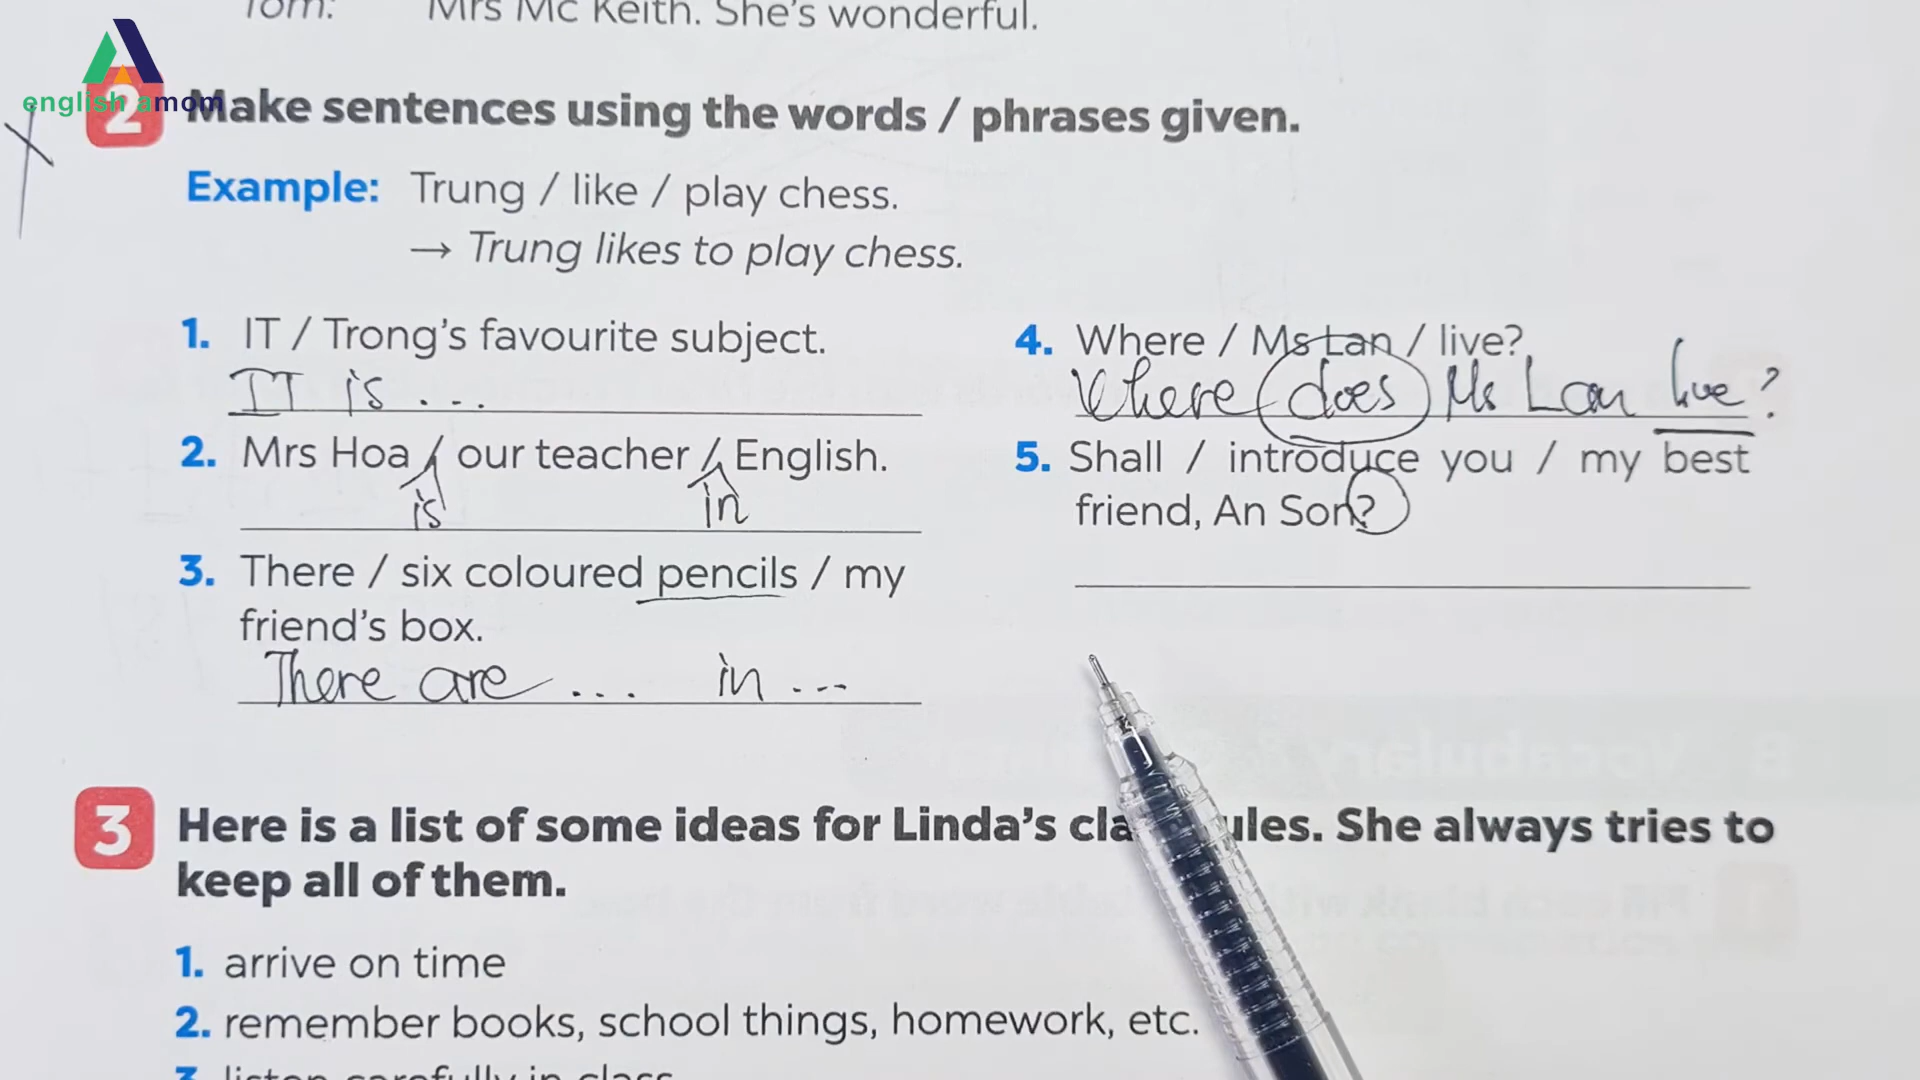 Tom: Mrs Mc Keith. She's wonderful.
english amom
2 Make sentences using the words / phrases given.
Example: Trung / like / play chess.
→ Trung likes to play chess.
1. IT / Trong's favourite subject.
IT is ...
2. Mrs Hoa / our teacher / English.
is in
3. There / six coloured pencils / my
friend's box.
There are ... in ...
4. Where / Ms Lan / live?
Where does Ms Lan live?
5. Shall / introduce you / my best
friend, An Son?
3 Here is a list of some ideas for Linda's ules. She always tries to
keep all of them.
1. arrive on time
2. remember books, school things, homework, etc.
3. listen carefully in class